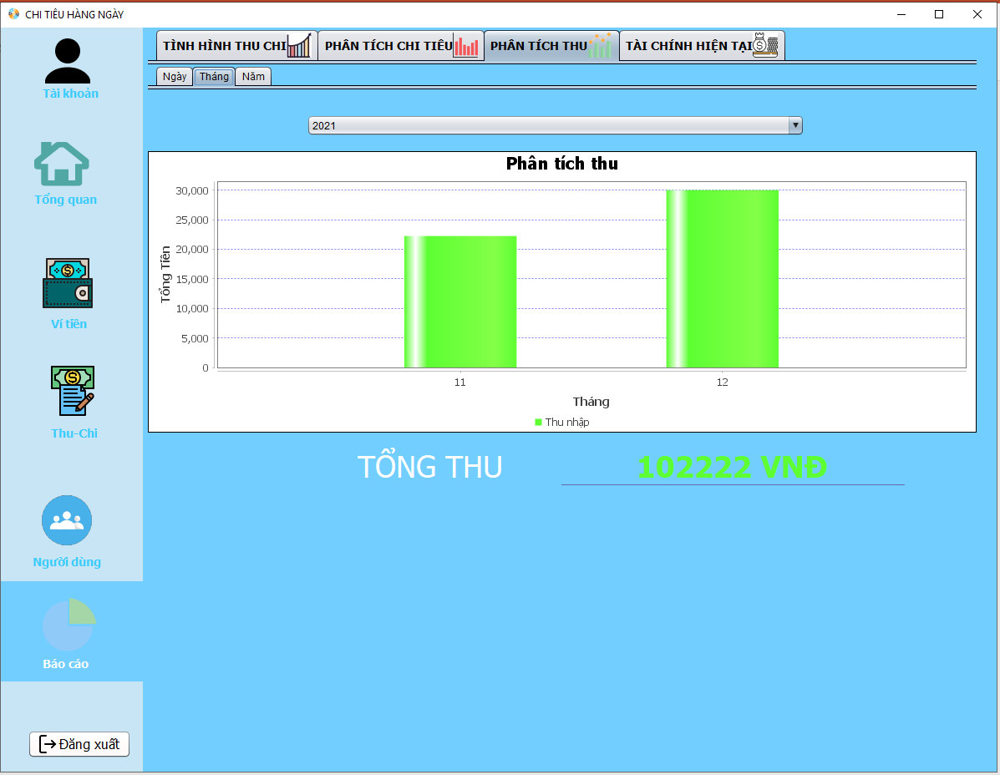 CHI TIÊU HÀNG NGÀY
Tài khoản
Tổng quan
Ví tiền
Thu-Chi
Người dùng
Báo cáo
Đăng xuất
TÌNH HÌNH THU CHI
PHÂN TÍCH CHI TIÊU
PHÂN TÍCH THU
TÀI CHÍNH HIỆN TẠI
Ngày
Tháng
Năm
2021
Phân tích thu
Tổng Tiền
30,000
25,000
20,000
15,000
10,000
5,000
0
11
12
Tháng
Thu nhập
TỔNG THU
102222 VNĐ